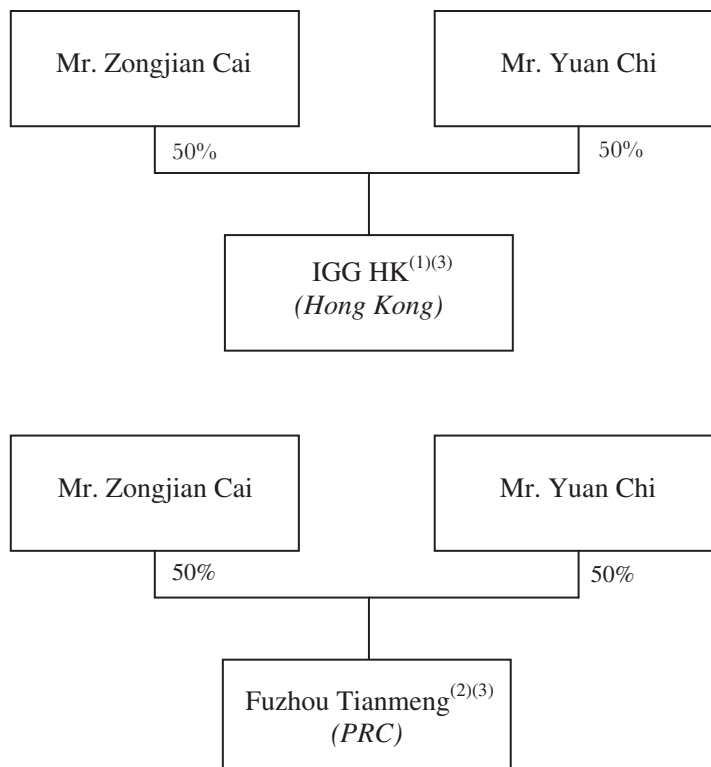 Mr. Zongjian Cai
Mr. Yuan Chi
50%
50%
IGG HK(1)(3)
(Hong Kong)
Mr. Zongjian Cai
Mr. Yuan Chi
50%
50%
Fuzhou Tianmeng(2)(3)
(PRC)